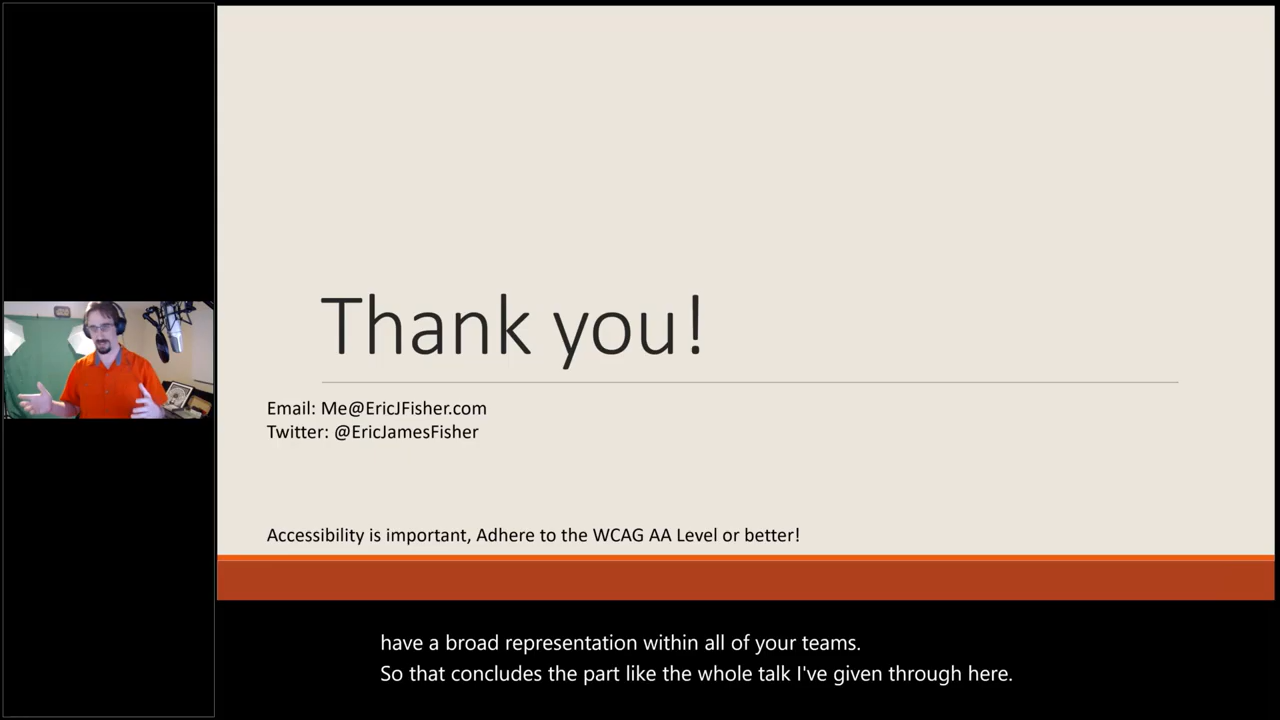 Thank you!
Email: Me@EricJFisher.com
Twitter: @EricJamesFisher
Accessibility is important, Adhere to the WCAG AA Level or better!
have a broad representation within all of your teams.
So that concludes the part like the whole talk I've given through here.